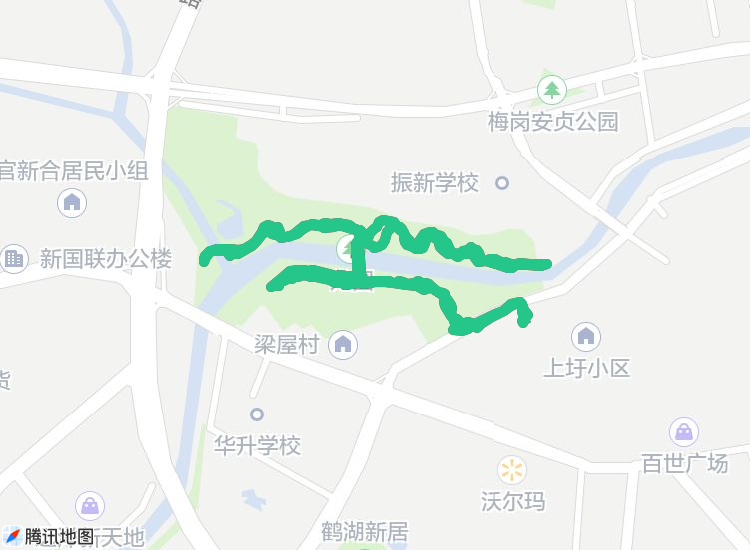 梅岗安贞公园
官新合居民小组
振新学校
新国联办公楼
梁屋村
上圩小区
货
华升学校
百世广场
沃尔玛
新天地
鹤湖新居
腾讯地图